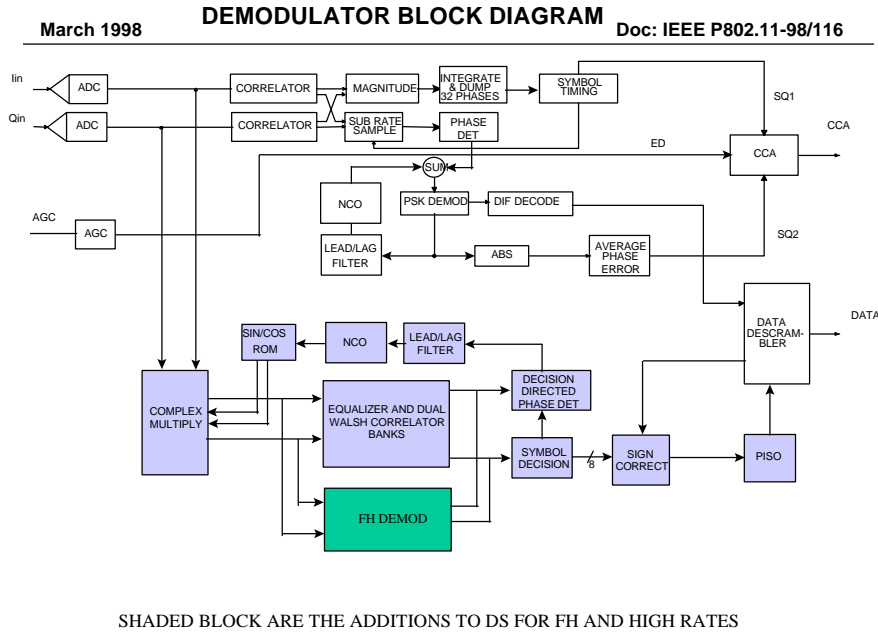 DEMODULATOR BLOCK DIAGRAM
March 1998
Doc: IEEE P802.11-98/116
Iin
ADC
CORRELATOR
MAGNITUDE
INTEGRATE
& DUMP
32 PHASES
SYMBOL
TIMING
SQ1
Qin
ADC
CORRELATOR
SUB RATE
SAMPLE
PHASE
DET
ED
CCA
CCA
SUM
NCO
PSK DEMOD
DIF DECODE
AGC
AGC
LEAD/LAG
FILTER
ABS
AVERAGE
PHASE
ERROR
SQ2
DATA
DESCRAM-
BLER
DATA
SIN/COS
ROM
NCO
LEAD/LAG
FILTER
DECISION
DIRECTED
PHASE DET
COMPLEX
MULTIPLY
EQUALIZER AND DUAL
WALSH CORRELATOR
BANKS
SYMBOL
DECISION
8
SIGN
CORRECT
PISO
FH DEMOD
SHADED BLOCK ARE THE ADDITIONS TO DS FOR FH AND HIGH RATES